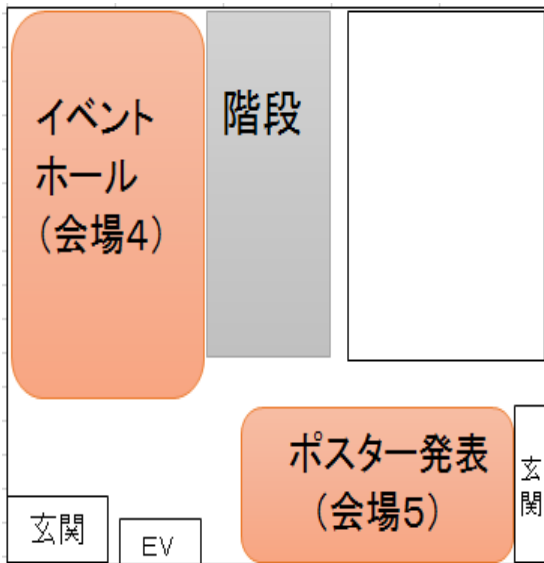 イベント
ホール
（会場4）
階段
ポスター発表
（会場5）
玄
関
玄関
EV